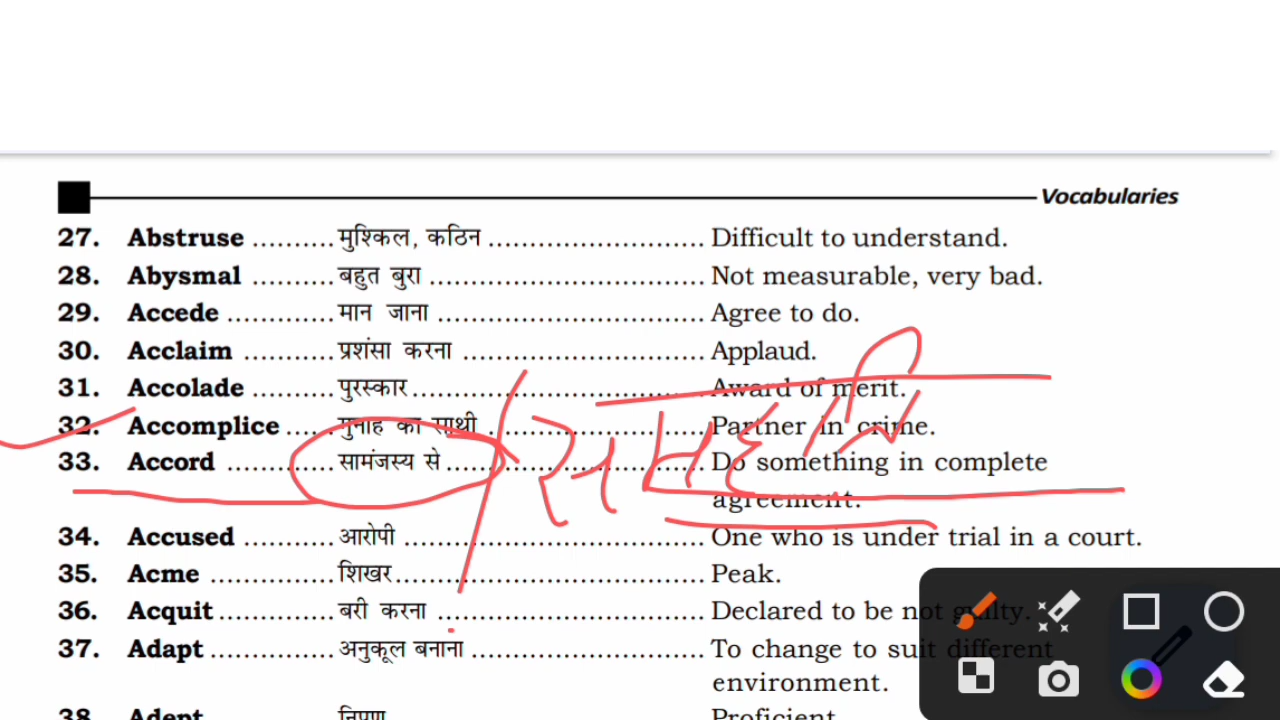 Vocabularies
27. Abstruse .......... मुश्किल, कठिन ........................ Difficult to understand.
28. Abysmal .......... बहुत बुरा ............................... Not measurable, very bad.
29. Accede ............. मान जाना .............................. Agree to do.
30. Acclaim ........... प्रशंसा करना ........................... Applaud.
31. Accolade .......... पुरस्कार................................. Award of merit.
32. Accomplice ...... गुनाह का साथी ........................ Partner in crime.
33. Accord ............. सामंजस्य से ............................ Do something in complete
agreement.
34. Accused ........... आरोपी ................................. One who is under trial in a court.
35. Acme ............... शिखर.................................. Peak.
36. Acquit.............. बरी करना .............................. Declared to be not guilty.
37. Adapt ............... अनुकूल बनाना .......................... To change to suit different
environment.
38. Adept निपुण Proficient
सहमति